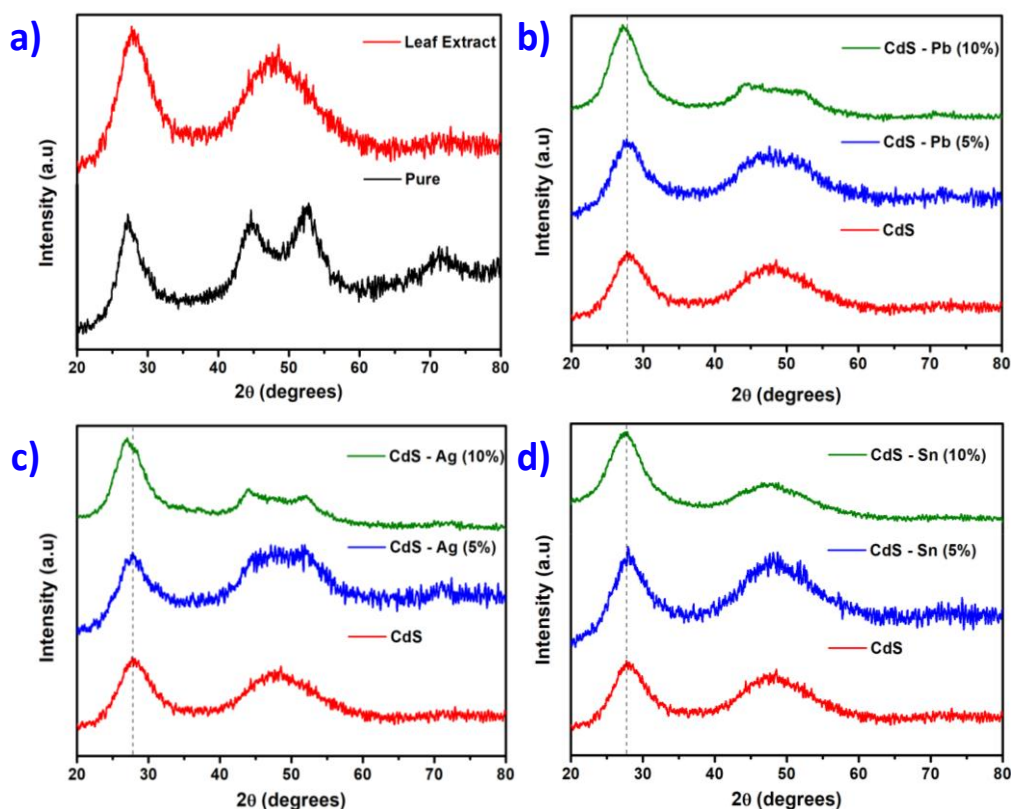 a)
Leaf Extract
Pure
Intensity (a.u)
20 30 40 50 60 70 80
2θ (degrees)
b)
CdS - Pb (10%)
CdS - Pb (5%)
CdS
Intensity (a.u)
20 30 40 50 60 70 80
2θ (degrees)
c)
CdS - Ag (10%)
CdS - Ag (5%)
CdS
Intensity (a.u)
20 30 40 50 60 70 80
2θ (degrees)
d)
CdS - Sn (10%)
CdS - Sn (5%)
CdS
Intensity (a.u)
20 30 40 50 60 70 80
2θ (degrees)